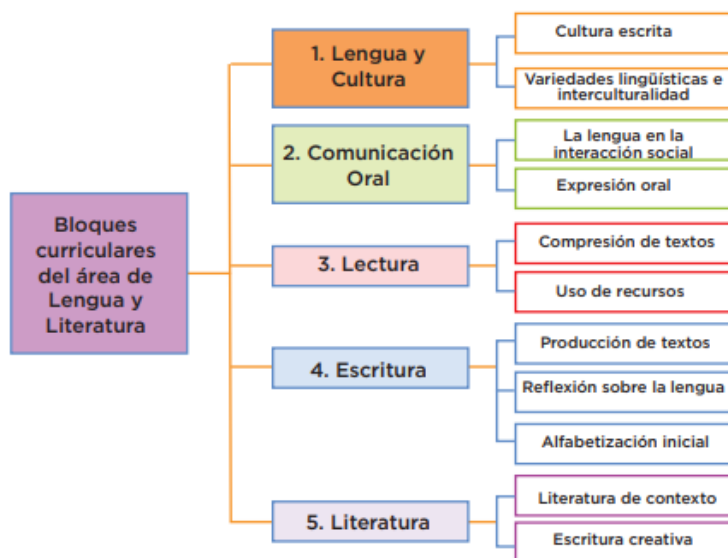 Bloques
curriculares
del área de
Lengua y
Literatura
1. Lengua y
Cultura
Cultura escrita
Variedades lingüísticas e
interculturalidad
2. Comunicación
Oral
La lengua en la
interacción social
Expresión oral
3. Lectura
Compresión de textos
Uso de recursos
4. Escritura
Producción de textos
Reflexión sobre la lengua
Alfabetización inicial
5. Literatura
Literatura de contexto
Escritura creativa